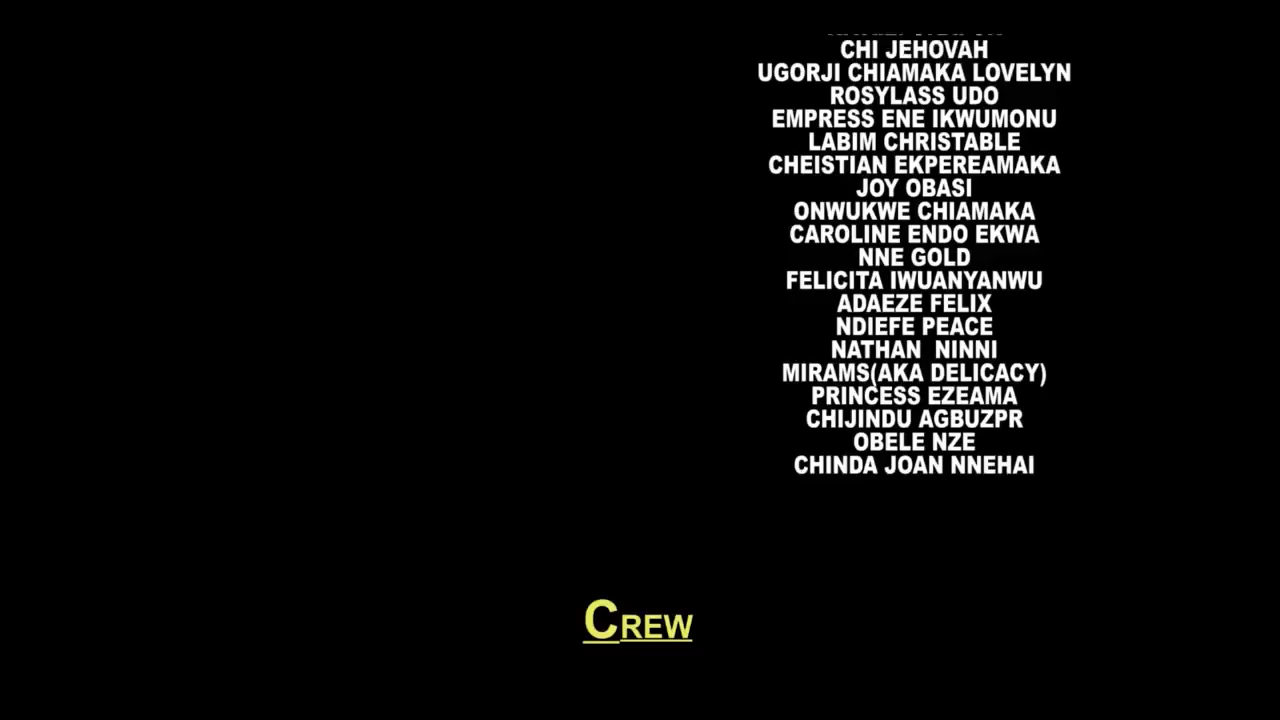 CHI JEHOVAH
UGORJI CHIAMAKA LOVELYN
ROSYLASS UDO
EMPRESS ENE IKWUMONU
LABIM CHRISTABLE
CHEISTIAN EKPEREAMAKA
JOY OBASI
ONWUKWE CHIAMAKA
CAROLINE ENDO EKWA
NNE GOLD
FELICITA IWUANYANWU
ADAEZE FELIX
NDIEFE PEACE
NATHAN  NINNI
MIRAMS(AKA DELICACY)
PRINCESS EZEAMA
CHIJINDU AGBUZPR
OBELE NZE
CHINDA JOAN NNEHAI
CREW